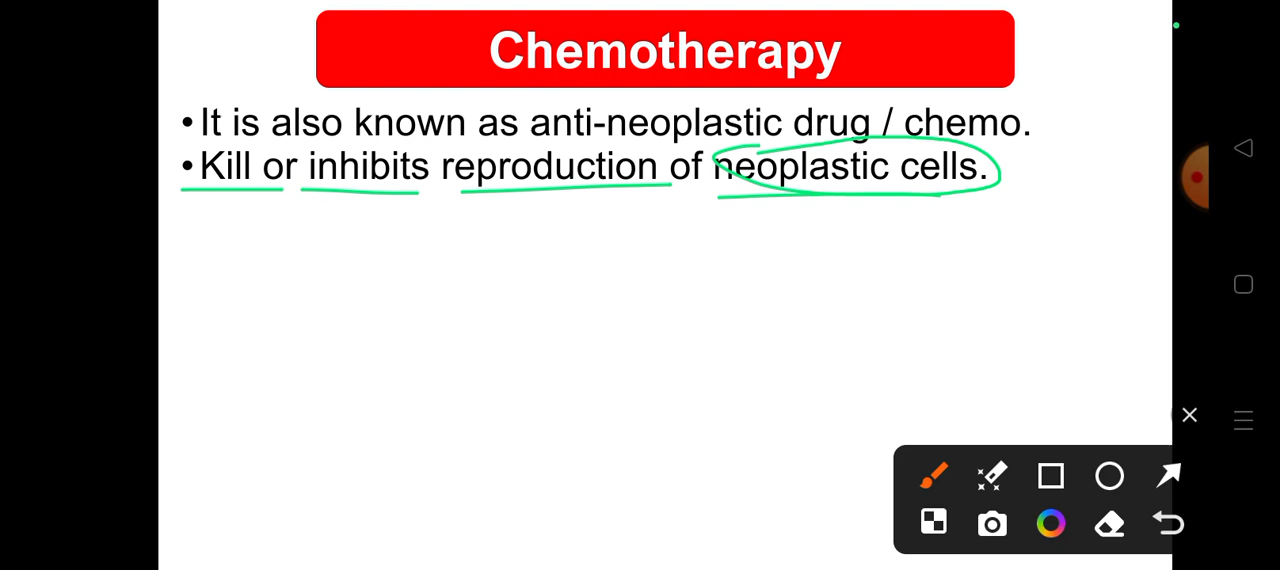 Chemotherapy
•It is also known as anti-neoplastic drug / chemo.
•Kill or inhibits reproduction of neoplastic cells.